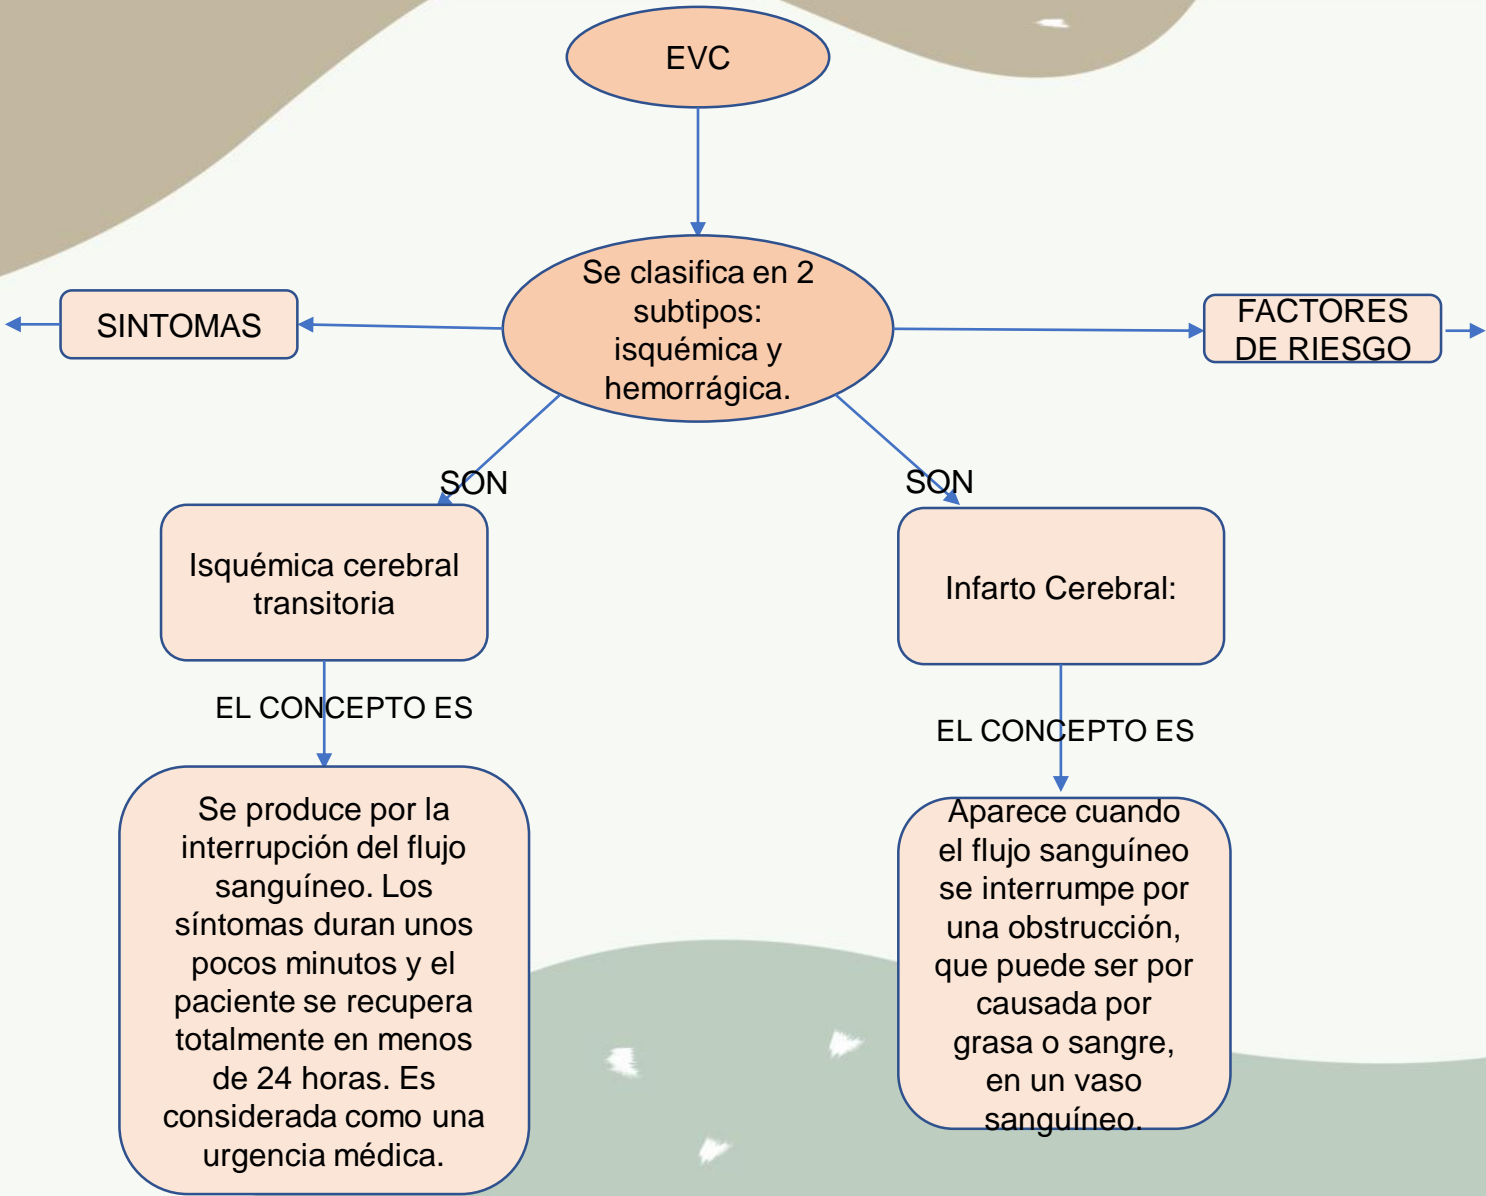 EVC
Se clasifica en 2
subtipos:
isquémica y
hemorrágica.
SINTOMAS
FACTORES
DE RIESGO
SON
SON
Isquémica cerebral
transitoria
Infarto Cerebral:
EL CONCEPTO ES
EL CONCEPTO ES
Se produce por la
interrupción del flujo
sanguíneo. Los
síntomas duran unos
pocos minutos y el
paciente se recupera
totalmente en menos
de 24 horas. Es
considerada como una
urgencia médica.
Aparece cuando
el flujo sanguíneo
se interrumpe por
una obstrucción,
que puede ser por
causada por
grasa o sangre,
en un vaso
sanguíneo.